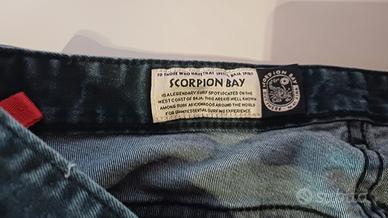 TO THOSE WHO HAVE THAT SPECIAL BAJA SPIRIT
SCORPION BAY
IS A LEGENDARY SURF SPOT LOCATED ON THE
WEST COAST OF BAJA. THIS AREA IS WELL KNOWN
AMONG SURF AFICIONADOS AROUND THE WORLD
FOR QUINTESSENTIAL SURFING EXPERIENCE.
SCORPION BAY
SUBITO